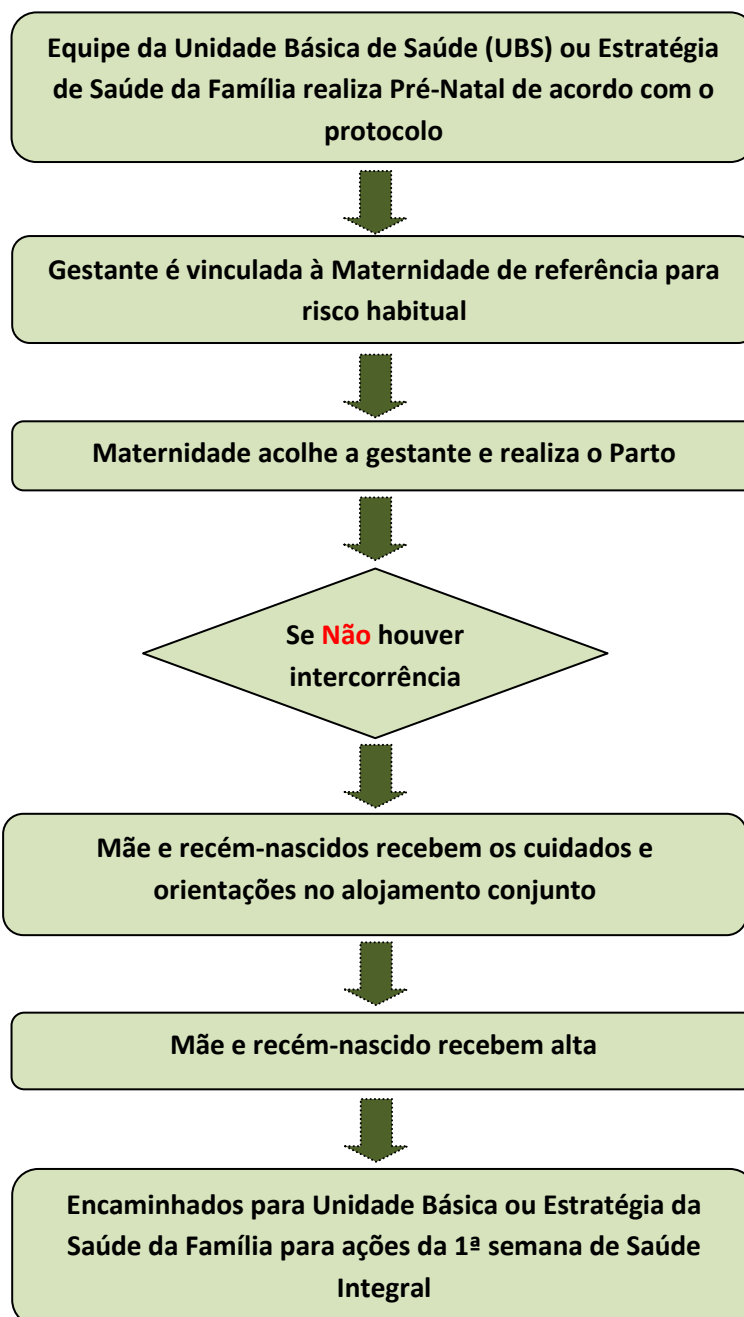 Equipe da Unidade Básica de Saúde (UBS) ou Estratégia
de Saúde da Família realiza Pré-Natal de acordo com o
protocolo
Gestante é vinculada à Maternidade de referência para
risco habitual
Maternidade acolhe a gestante e realiza o Parto
Se Não houver
intercorrência
Mãe e recém-nascidos recebem os cuidados e
orientações no alojamento conjunto
Mãe e recém-nascido recebem alta
Encaminhados para Unidade Básica ou Estratégia da
Saúde da Família para ações da 1ª semana de Saúde
Integral